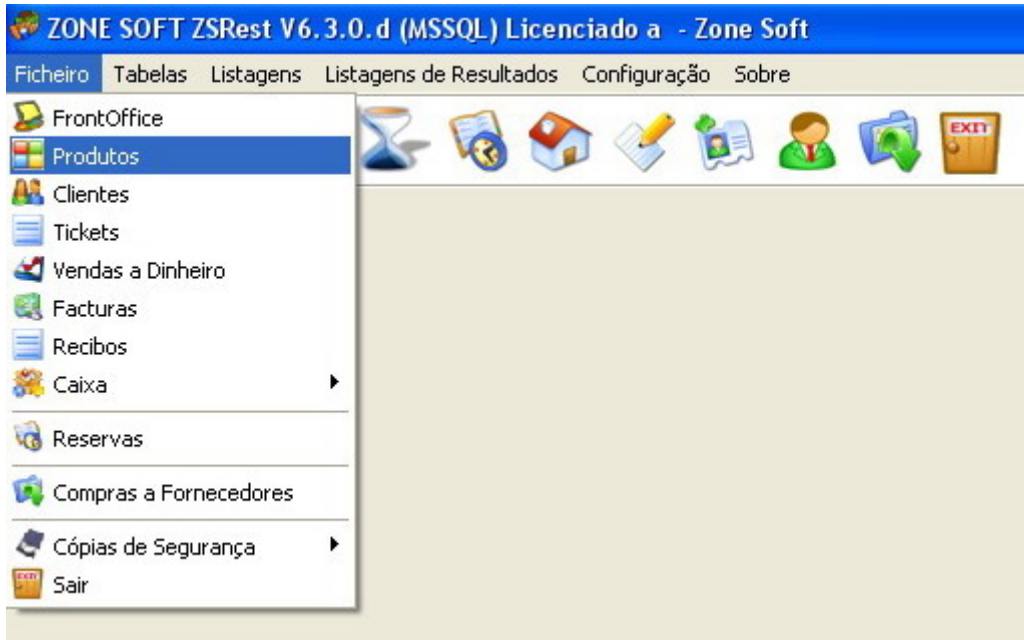 ZONE SOFT ZSRest V6.3.0.d (MSSQL) Licenciado a - Zone Soft
Ficheiro Tabelas Listagens Listagens de Resultados Configuração Sobre
FrontOffice
EXIT
Produtos
Clientes
Tickets
Vendas a Dinheiro
Facturas
Recibos
Caixa
Reservas
Compras a Fornecedores
Cópias de Segurança
EXIT
Sair